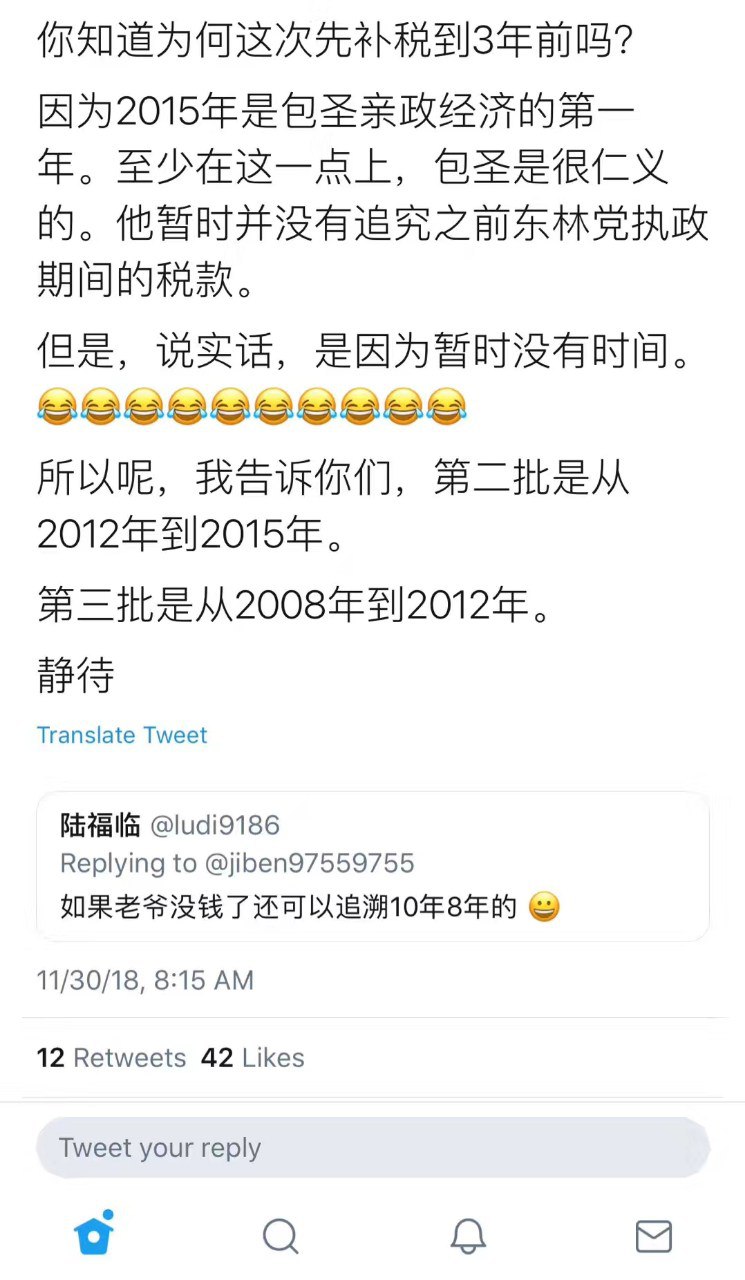 你知道为何这次先补税到3年前吗?
因为2015年是包圣亲政经济的第一
年。至少在这一点上，包圣是很仁义
的。他暂时并没有追究之前东林党执政
期间的税款。
但是，说实话，是因为暂时没有时间。
😂😂😂😂😂😂😂😂😂😂
所以呢，我告诉你们，第二批是从
2012年到2015年。
第三批是从2008年到2012年。
静待
Translate Tweet
陆福临 @ludi9186
Replying to @jiben97559755
如果老爷没钱了还可以追溯10年8年的 😀
11/30/18, 8:15 AM
12 Retweets 42 Likes
Tweet your reply